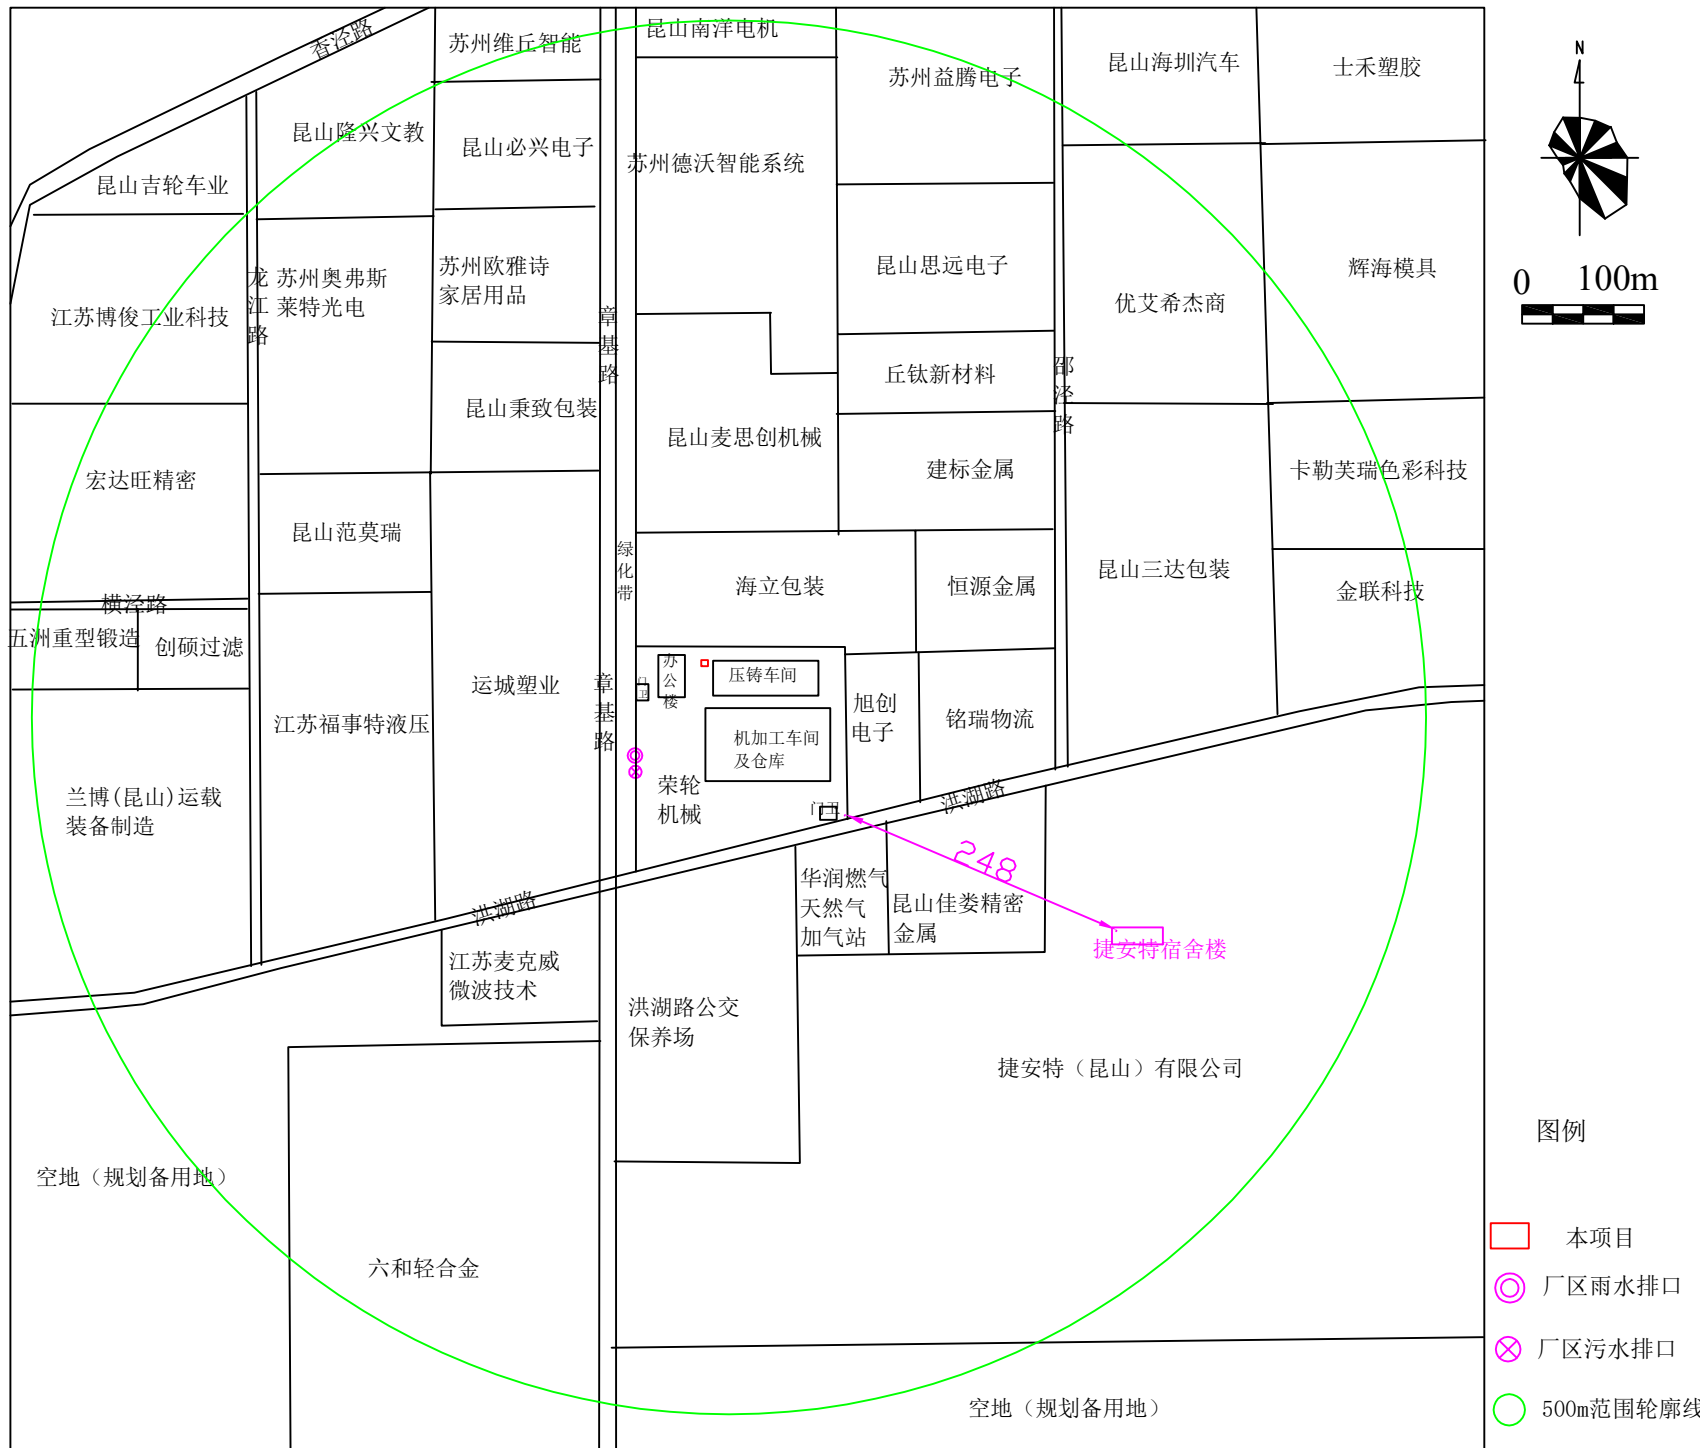 香泾路
苏州维丘智能
昆山南洋电机
苏州益腾电子
昆山海圳汽车
士禾塑胶
N
昆山隆兴文教
昆山必兴电子
苏州德沃智能系统
昆山吉轮车业
江苏博俊工业科技
龙江路
苏州奥弗斯
莱特光电
苏州欧雅诗
家居用品
章基路
昆山思远电子
优艾希杰商
辉海模具
0 100m
丘钛新材料
邵泾路
昆山秉致包装
昆山麦思创机械
建标金属
卡勒芙瑞色彩科技
宏达旺精密
昆山范莫瑞
绿化带
海立包装
恒源金属
昆山三达包装
金联科技
横泾路
五洲重型锻造
创硕过滤
运城塑业
章基路
门卫
办公楼
压铸车间
旭创
电子
铭瑞物流
江苏福事特液压
机加工车间
及仓库
兰博(昆山)运载
装备制造
荣轮
机械
门卫
洪湖路
248
华润燃气
天然气
加气站
昆山佳娄精密
金属
捷安特宿舍楼
洪湖路
江苏麦克威
微波技术
洪湖路公交
保养场
捷安特（昆山）有限公司
空地（规划备用地）
六和轻合金
空地（规划备用地）
图例
本项目
厂区雨水排口
厂区污水排口
500m范围轮廓线